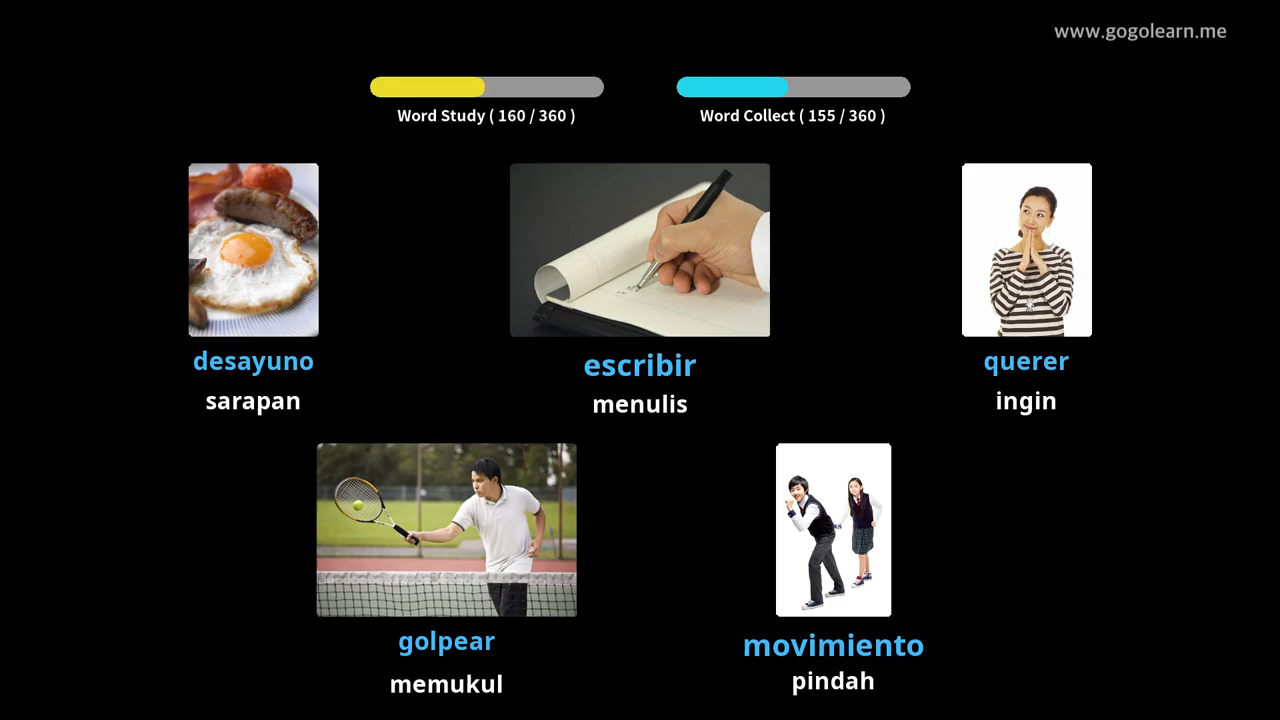 www.gogolearn.me
Word Study ( 160 / 360 )
Word Collect ( 155 / 360 )
desayuno
sarapan
escribir
menulis
querer
ingin
golpear
memukul
movimiento
pindah